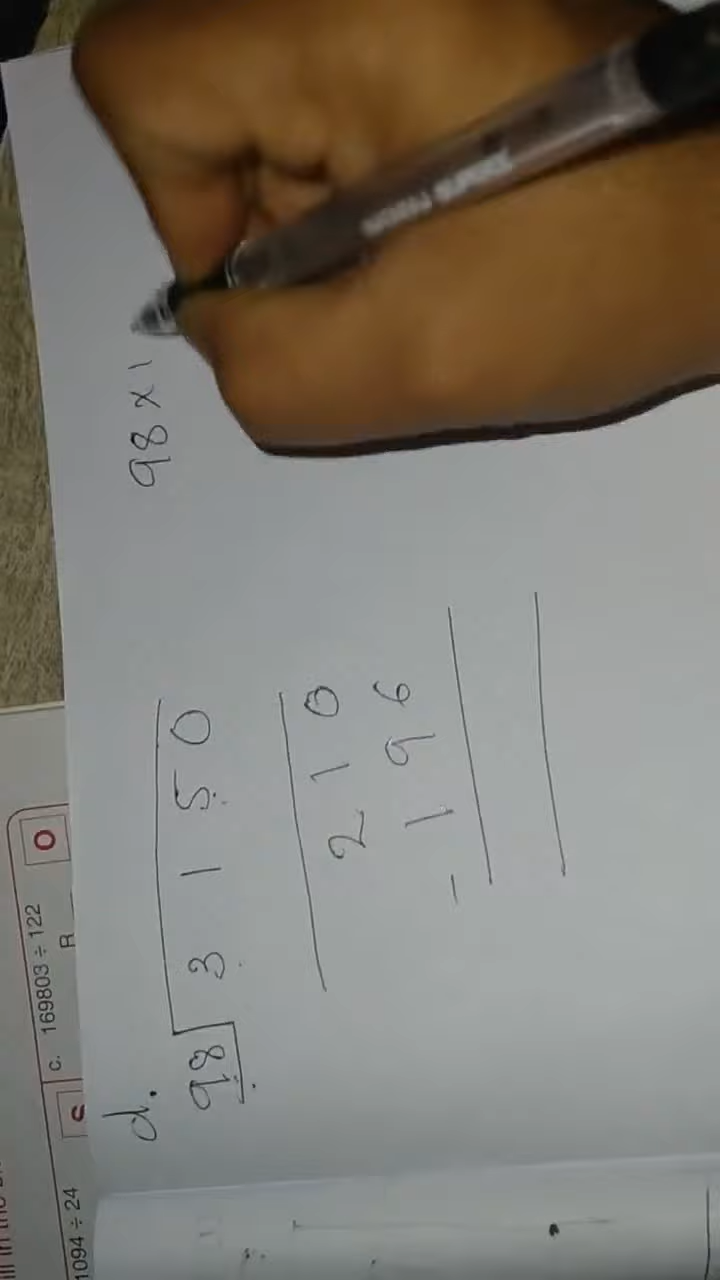 1094 ÷ 24
S
c. 169803 ÷ 122
R
O
d.
98 3 1 5 0
98 × 1
2 1 0
- 1 9 6